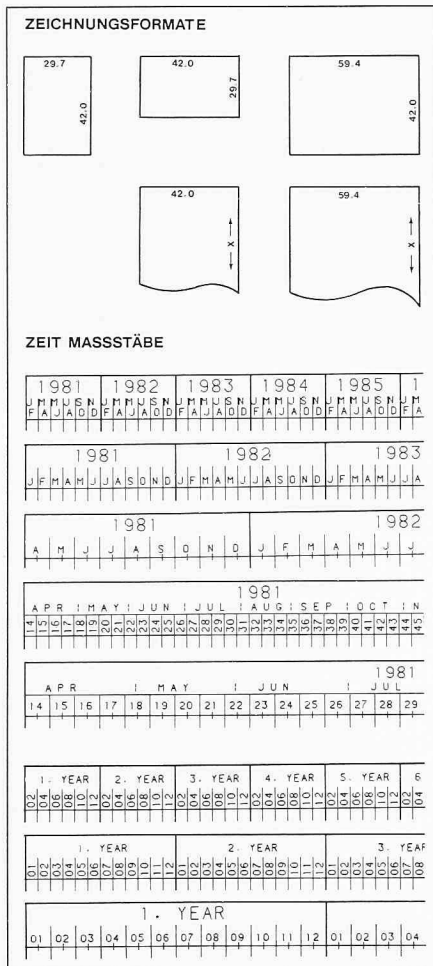 ZEICHNUNGSFORMATE
29.7 42.0 59.4
42.0 29.7 42.0
42.0 59.4
X X
ZEIT MASSSTÄBE
1981 1982 1983 1984 1985 1
J M M J S N J M M J S N J M M J S N J M M J S N J M M J S N J M
F A J A O D F A J A O D F A J A O D F A J A O D F A J A O D F A
1981 1982 1983
J F M A M J J A S O N D J F M A M J J A S O N D J F M A M J J A
1981 1982
A M J J A S O N D J F M A M J J
1981
APR MAY JUN JUL AUG SEP OCT N
14 15 16 17 18 19 20 21 22 23 24 25 26 27 28 29 30 31 32 33 34 35 36 37 38 39 40 41 42 43 44 45
1981
APR MAY JUN JUL
14 15 16 17 18 19 20 21 22 23 24 25 26 27 28 29
1. YEAR 2. YEAR 3. YEAR 4. YEAR 5. YEAR 6
02 04 06 08 10 12 02 04 06 08 10 12 02 04 06 08 10 12 02 04 06 08 10 12 02 04 06 08 10 12 02 04
1. YEAR 2. YEAR 3. YEAR
01 02 03 04 05 06 07 08 09 10 11 12 01 02 03 04 05 06 07 08 09 10 11 12 01 02 03 04 05 06 07 08
1. YEAR
01 02 03 04 05 06 07 08 09 10 11 12 01 02 03 04